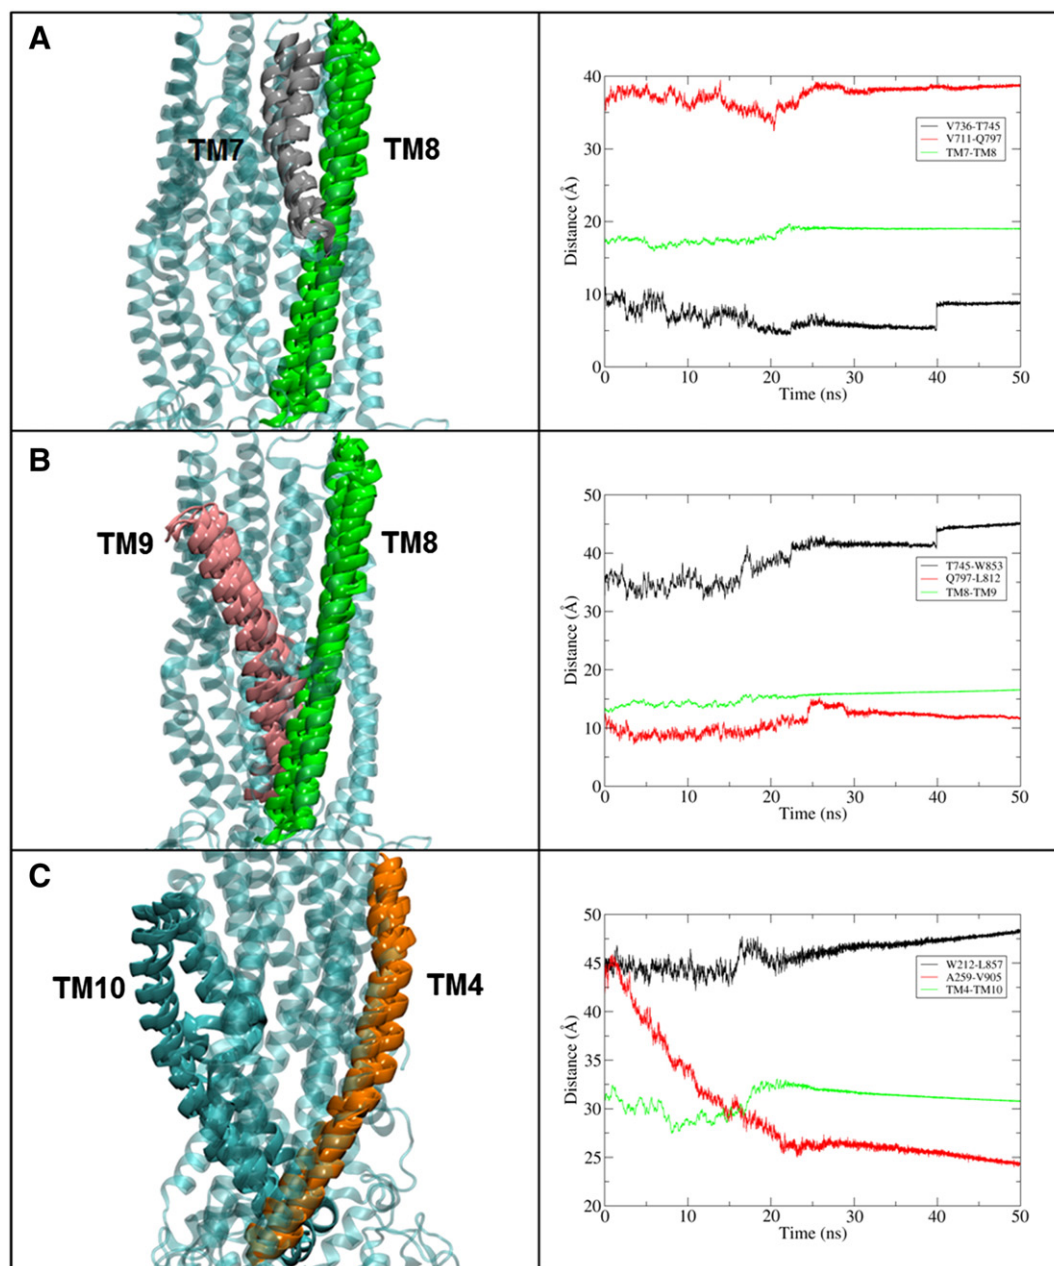 A
TM7
TM8
40
30
20
10
0
Distance (Å)
V736-T745
V711-Q797
TM7-TM8
0
10
20
30
40
50
Time (ns)
B
TM9
TM8
50
40
30
20
10
0
Distance (Å)
T745-W853
Q797-L812
TM8-TM9
0
10
20
30
40
50
Time (ns)
C
TM10
TM4
50
45
40
35
30
25
20
Distance (Å)
W212-L857
A259-V905
TM4-TM10
0
10
20
30
40
50
Time (ns)